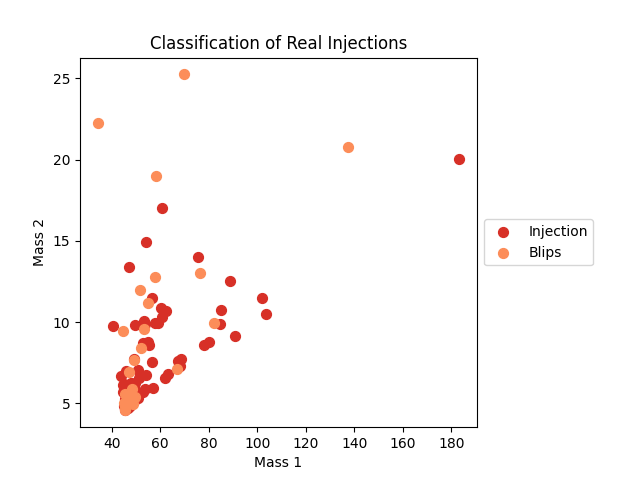 Classification of Real Injections
25
20
15
10
5
Mass 2
40 60 80 100 120 140 160 180
Mass 1
Injection
Blips